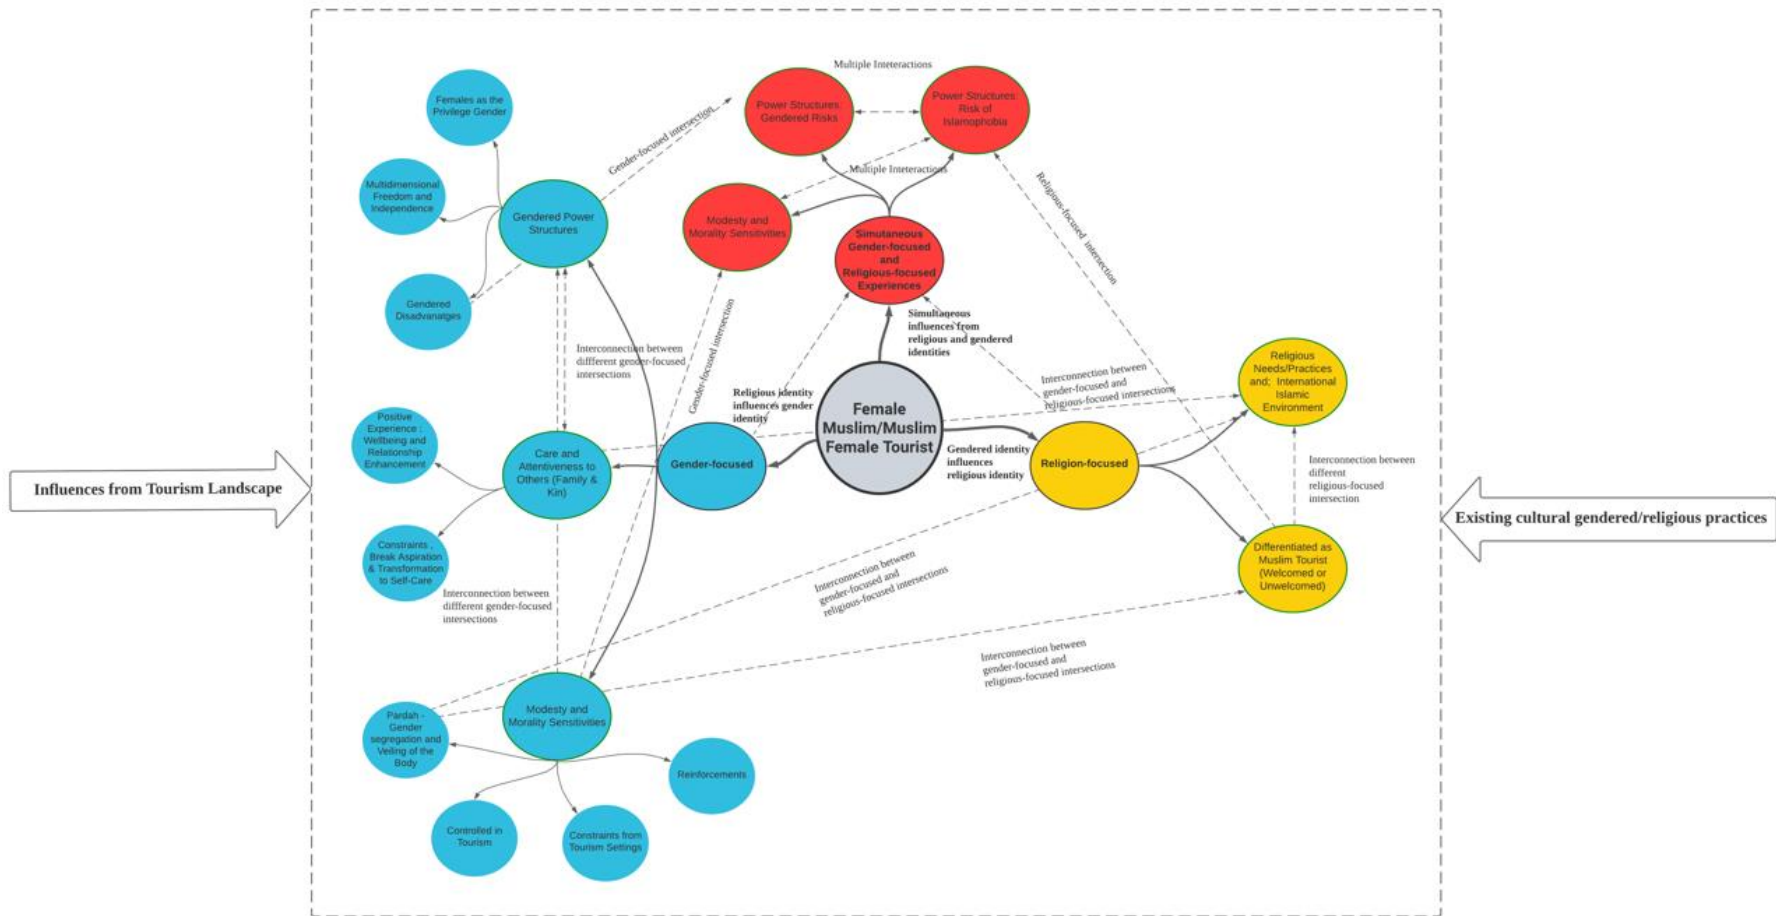 Multiple Inteteractions
Females as the
Privilege Gender
Power Structures:
Gendered Risks
Power Structures:
Risk of
Islamophobia
Gender-focused intersection
Multiple Inteteractions
Multidimensional
Freedom and
Independence
Gendered Power
Structures
Modesty and
Morality Sensitivities
Simutaneous
Gender-focused
and
Religious-focused
Experiences
Religious-focused intersection
Gendered
Disadvanatges
Simultaneous
influences from
religious and gendered
identities
Interconnection between
diffferent gender-focused
intersections
Gender-focused intersection
Religious identity
influences gender
identity
Female
Muslim/Muslim
Female Tourist
Interconnection between
gender-focused and
religious-focused intersections
Religious
Needs/Practices
and; International
Islamic
Environment
Positive
Experience :
Wellbeing and
Relationship
Enhancement
Care and
Attentiveness to
Others (Family &
Kin)
Gender-focused
Gendered identity
influences
religious identity
Religion-focused
Interconnection between
different
religious-focused
intersection
Influences from Tourism Landscape
Existing cultural gendered/religious practices
Constraints ,
Break Aspiration
& Transformation
to Self-Care
Interconnection between
diffferent gender-focused
intersections
Interconnection between
gender-focused and
religious-focused intersections
Differentiated as
Muslim Tourist
(Welcomed or
Unwelcomed)
Interconnection between
gender-focused and
religious-focused intersections
Pardah -
Gender
segregation and
Veiling of the
Body
Modesty and
Morality Sensitivities
Reinforcements
Controlled in
Tourism
Constraints from
Tourism Settings